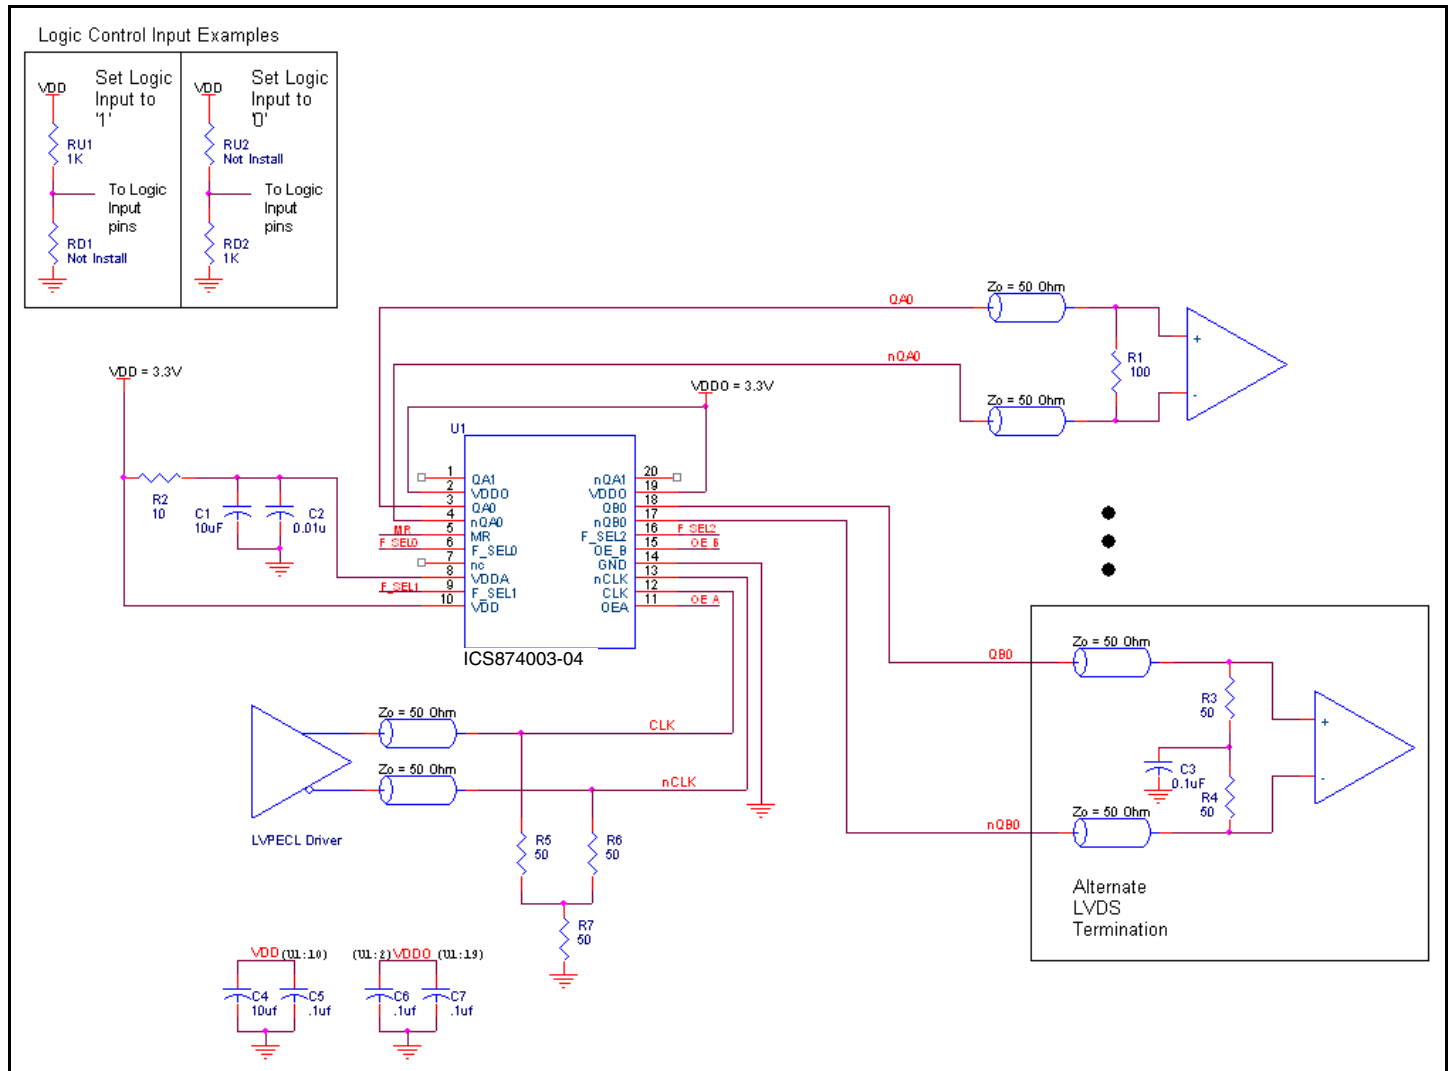 Logic Control Input Examples
VDD
Set Logic
Input to
'1'
RU1
1K
To Logic
Input
pins
RD1
Not Install
VDD
Set Logic
Input to
'0'
RU2
Not Install
To Logic
Input
pins
RD2
1K
QA0
Zo = 50 Ohm
nQA0
Zo = 50 Ohm
R1
100
+
-
VDD = 3.3V
VDDO = 3.3V
R2
10
C1
10uF
C2
0.01u
U1
1 QA1
2 VDDO
3 QA0
4 nQA0
MR 5 MR
F_SEL0 6 F_SEL0
7 nc
8 VDDA
F_SEL1 9 F_SEL1
10 VDD
nQA1 20
VDDO 19
QB0 18
nQB0 17
F_SEL2 16 F_SEL2
OE_B 15 OE_B
GND 14
nCLK 13
CLK 12
OEA 11 OE_A
ICS874003-04
LVPECL Driver
Zo = 50 Ohm
CLK
Zo = 50 Ohm
nCLK
R5
50
R6
50
R7
50
QB0
Zo = 50 Ohm
R3
50
C3
0.1uF
R4
50
+
-
nQB0
Zo = 50 Ohm
Alternate
LVDS
Termination
VDD (U1:10)
C4
10uf
C5
.1uf
(U1:2) VDDO (U1:19)
C6
.1uf
C7
.1uf